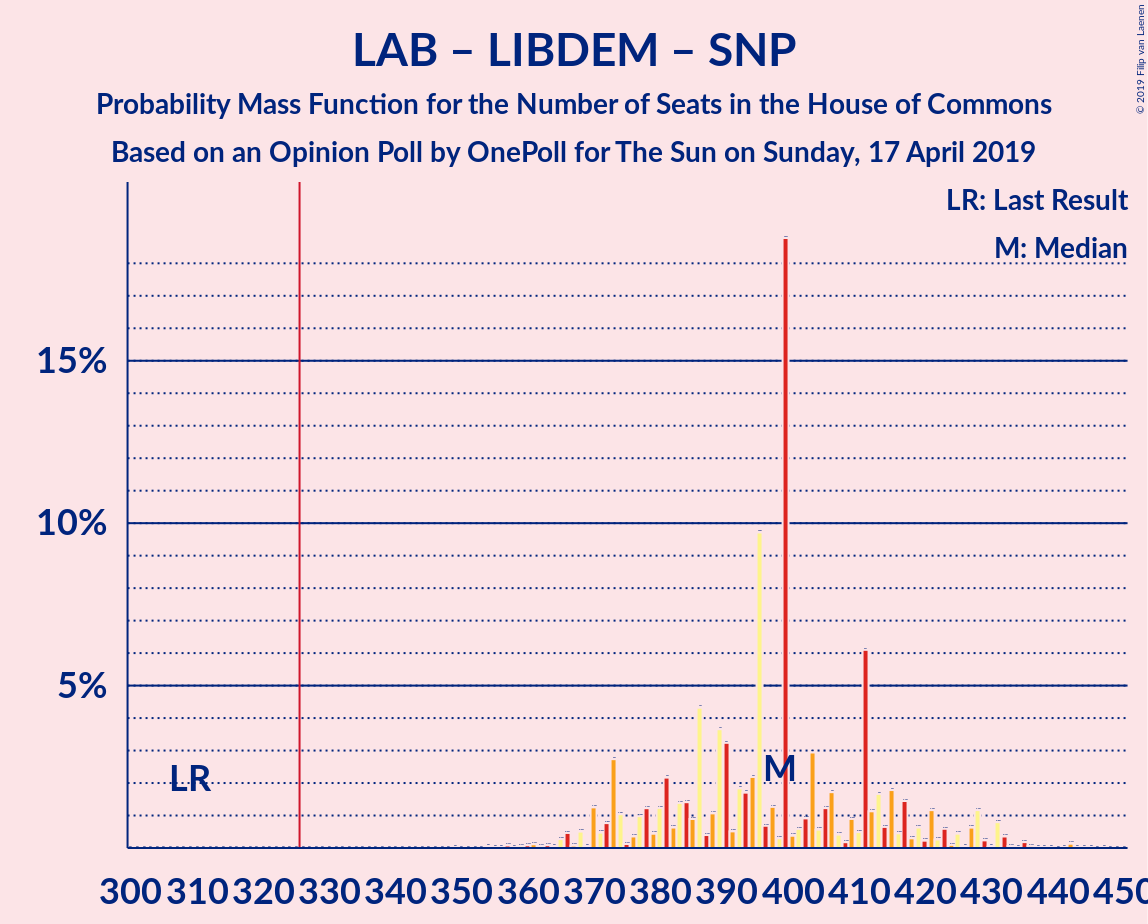 LAB – LIBDEM – SNP
Probability Mass Function for the Number of Seats in the House of Commons
Based on an Opinion Poll by OnePoll for The Sun on Sunday, 17 April 2019
© 2019 Filip van Laenen
LR: Last Result
M: Median
15%
10%
5%
LR
M
300 310 320 330 340 350 360 370 380 390 400 410 420 430 440 450